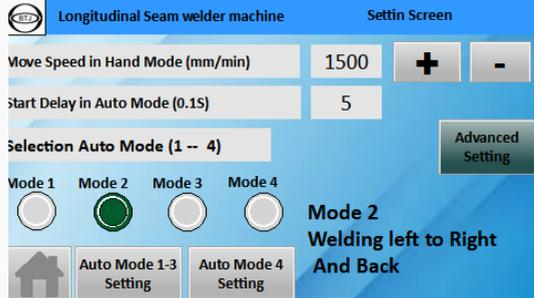 BTJ
Longitudinal Seam welder machine
Settin Screen
Move Speed in Hand Mode (mm/min)
1500
+
-
Start Delay in Auto Mode (0.1S)
5
Selection Auto Mode (1 -- 4)
Advanced
Setting
Mode 1
Mode 2
Mode 3
Mode 4
Mode 2
Welding left to Right
And Back
Auto Mode 1-3
Setting
Auto Mode 4
Setting